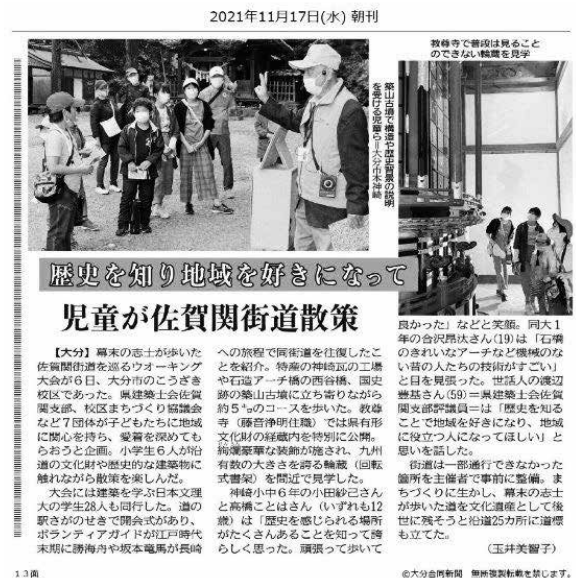 2021年11月17日(水) 朝刊
教尊寺で普段は見ること
のできない輪蔵を見学
築山古墳で構造や歴史背景の説明
を受ける児童ら=大分市本神崎
歴史を知り地域を好きになって
児童が佐賀関街道散策
【大分】幕末の志士が歩いた
佐賀関街道を巡るウオーキング
大会が6日、大分市のこうざき
校区であった。県建築士会佐賀
関支部、校区まちづくり協議会
など7団体が子どもたちに地域
に関心を持ち、愛着を深めても
らおうと企画。小学生6人が沿
道の文化財や歴史的な建築物に
触れながら散策を楽しんだ。
大会には建築を学ぶ日本文理
大の学生28人も同行した。道の
駅さがのせきで開会式があり、
ボランティアガイドが江戸時代
末期に勝海舟や坂本竜馬が長崎
への旅程で同街道を往復したこ
とを紹介。特産の神崎瓦の工場
や石造アーチ橋の西谷橋、国史
跡の築山古墳に立ち寄りながら
約5㌔のコースを歩いた。教尊
寺(藤音浄明住職)では県有形
文化財の経蔵内を特別に公開。
絢爛豪華な装飾が施され、九州
有数の大きさを誇る輪蔵(回転
式書架)を間近で見学した。
神崎小中6年の小田紗己さん
と高橋ことはさん(いずれも12
歳)は「歴史を感じられる場所
がたくさんあることを知って誇
らしく思った。頑張って歩いて
良かった」などと笑顔。同大1
年の合沢昂汰さん(19)は「石橋
のきれいなアーチなど機械のな
い昔の人たちの技術がすごい」
と目を見張った。世話人の渡辺
豊基さん(59)=県建築士会佐賀
関支部評議員=は「歴史を知る
ことで地域を好きになり、地域
に役立つ人になってほしい」と
思いを話した。
街道は一部通行できなかった
箇所を主催者で事前に整備。ま
ちづくりに生かし、幕末の志士
が歩いた道を文化遺産として後
世に残そうと沿道25カ所に道標
も立てた。
(玉井美智子)
13面
©大分合同新聞 無断複製転載を禁じます。